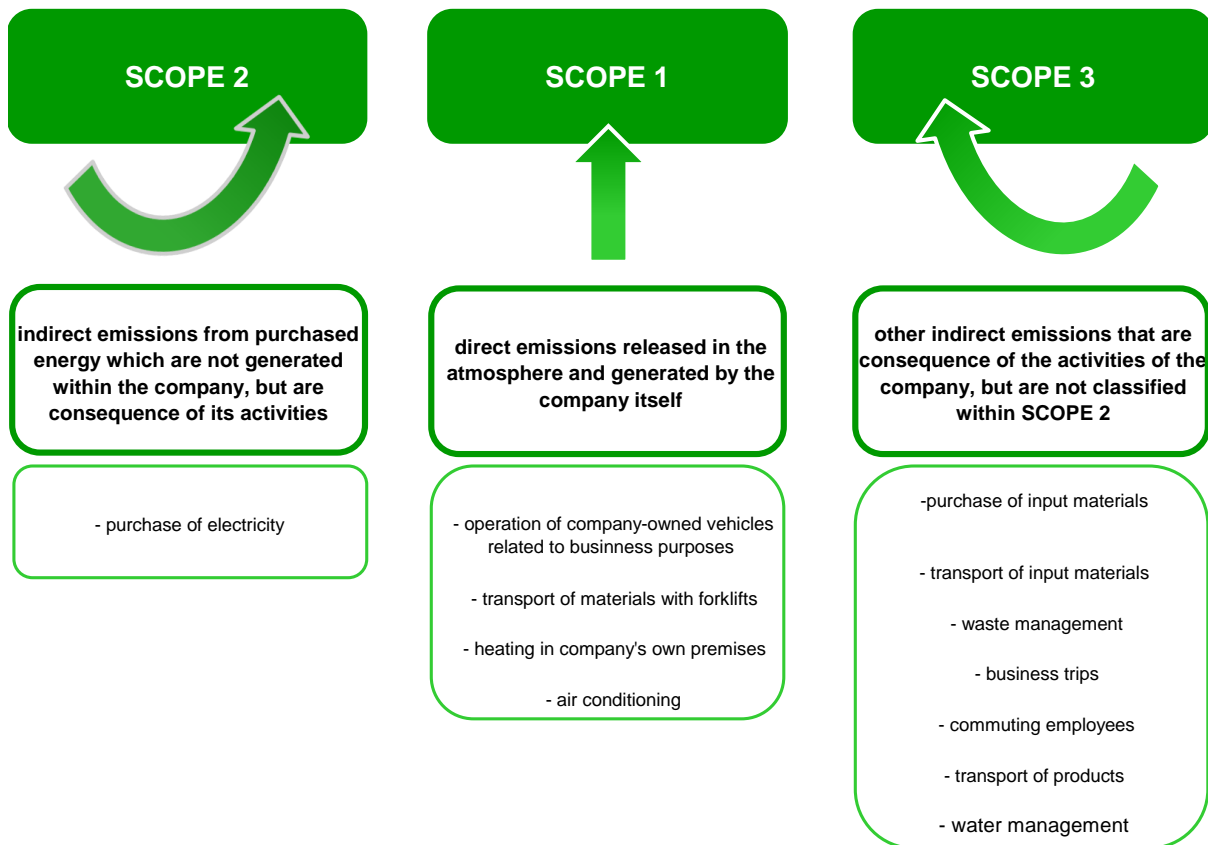 SCOPE 2
indirect emissions from purchased
energy which are not generated
within the company, but are
consequence of its activities
- purchase of electricity
SCOPE 1
direct emissions released in the
atmosphere and generated by the
company itself
- operation of company-owned vehicles
related to businness purposes
- transport of materials with forklifts
- heating in company's own premises
- air conditioning
SCOPE 3
other indirect emissions that are
consequence of the activities of the
company, but are not classified
within SCOPE 2
-purchase of input materials
- transport of input materials
- waste management
- business trips
- commuting employees
- transport of products
- water management